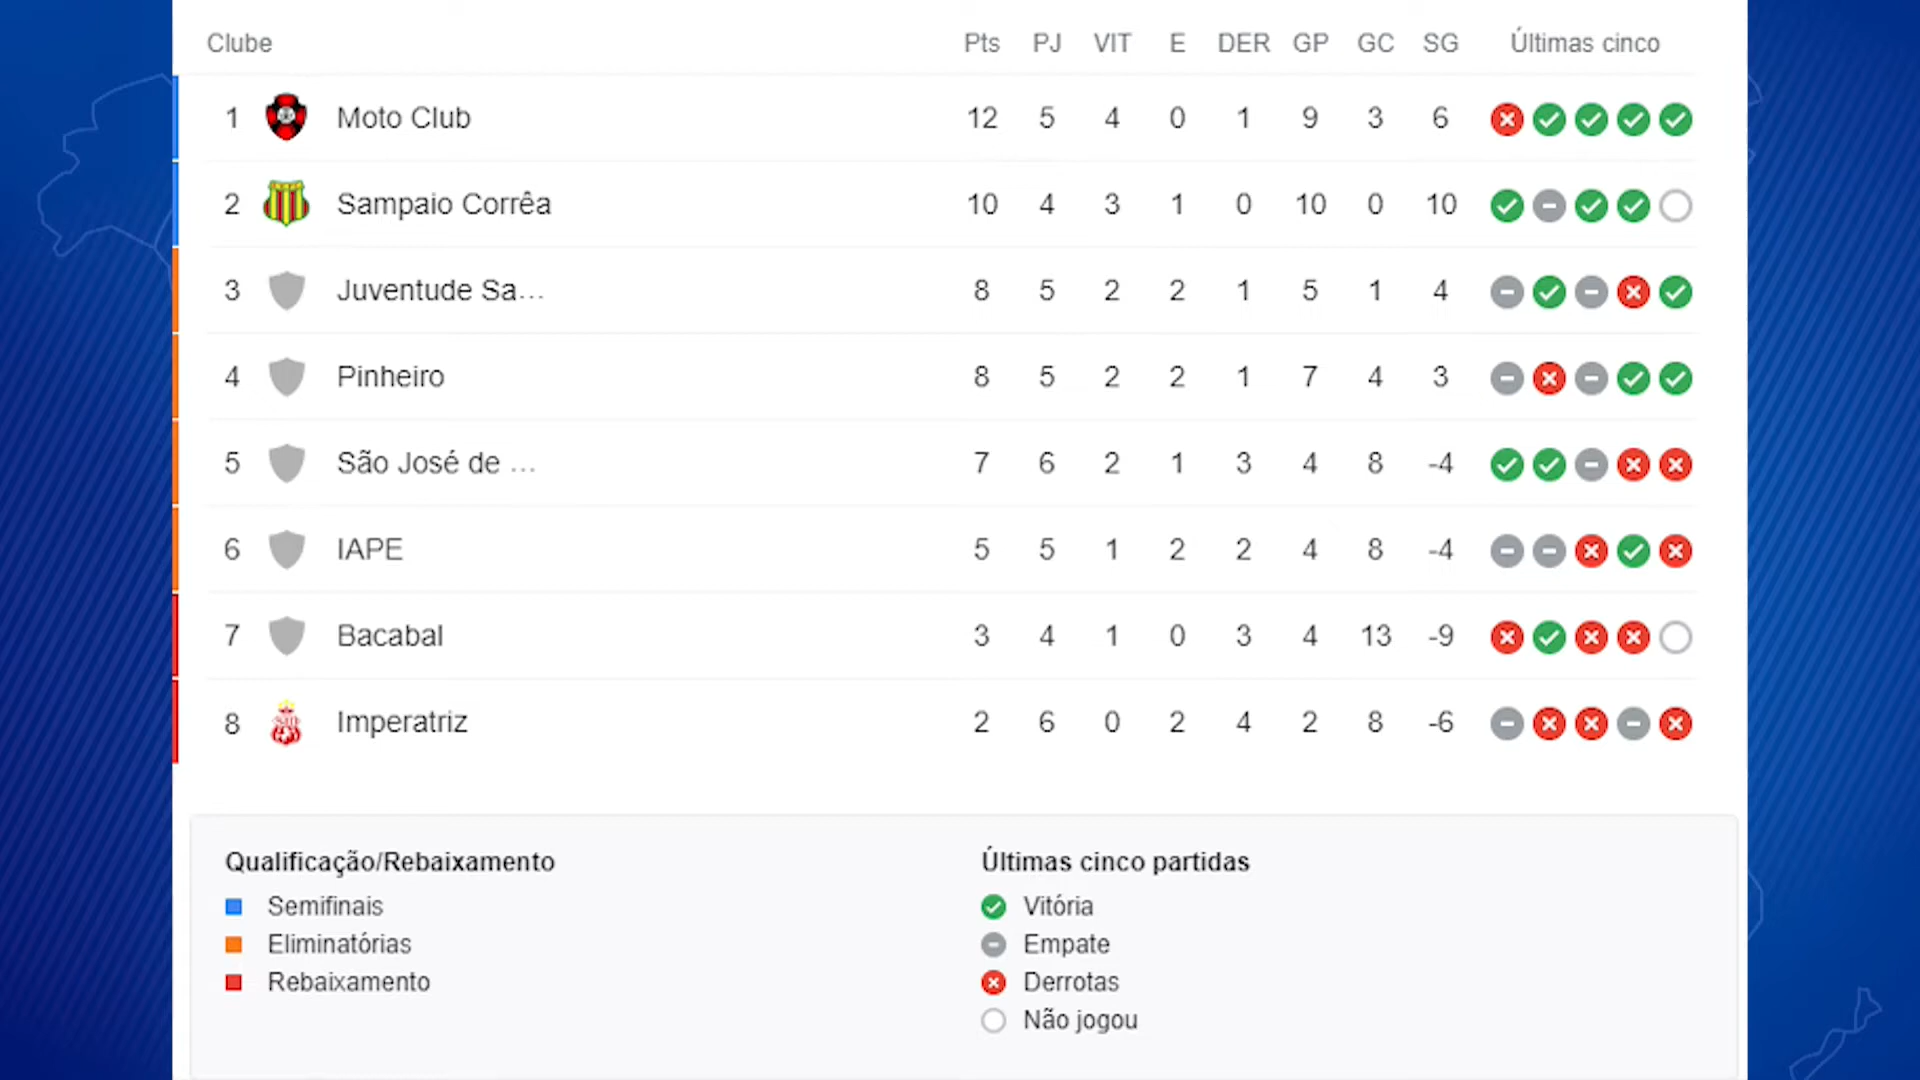 Clube Pts PJ VIT E DER GP GC SG Últimas cinco
1 Moto Club 12 5 4 0 1 9 3 6
2 Sampaio Corrêa 10 4 3 1 0 10 0 10
3 Juventude Sa... 8 5 2 2 1 5 1 4
4 Pinheiro 8 5 2 2 1 7 4 3
5 São José de ... 7 6 2 1 3 4 8 -4
6 IAPE 5 5 1 2 2 4 8 -4
7 Bacabal 3 4 1 0 3 4 13 -9
8 Imperatriz 2 6 0 2 4 2 8 -6
Qualificação/Rebaixamento
Semifinais
Eliminatórias
Rebaixamento
Últimas cinco partidas
Vitória
Empate
Derrotas
Não jogou